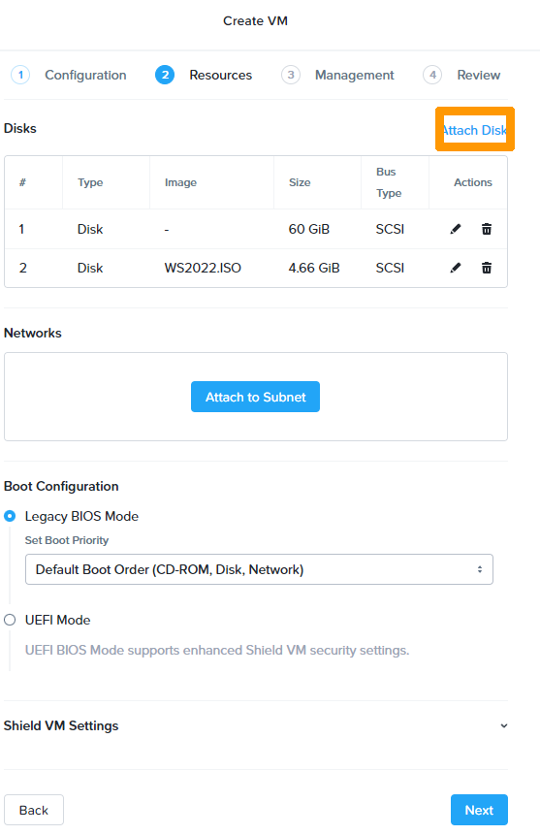 Create VM
1 Configuration 2 Resources 3 Management 4 Review
Disks Attach Disk
# Type Image Size Bus Type Actions
1 Disk - 60 GiB SCSI
2 Disk WS2022.ISO 4.66 GiB SCSI
Networks
Attach to Subnet
Boot Configuration
Legacy BIOS Mode
Set Boot Priority
Default Boot Order (CD-ROM, Disk, Network)
UEFI Mode
UEFI BIOS Mode supports enhanced Shield VM security settings.
Shield VM Settings
Back Next